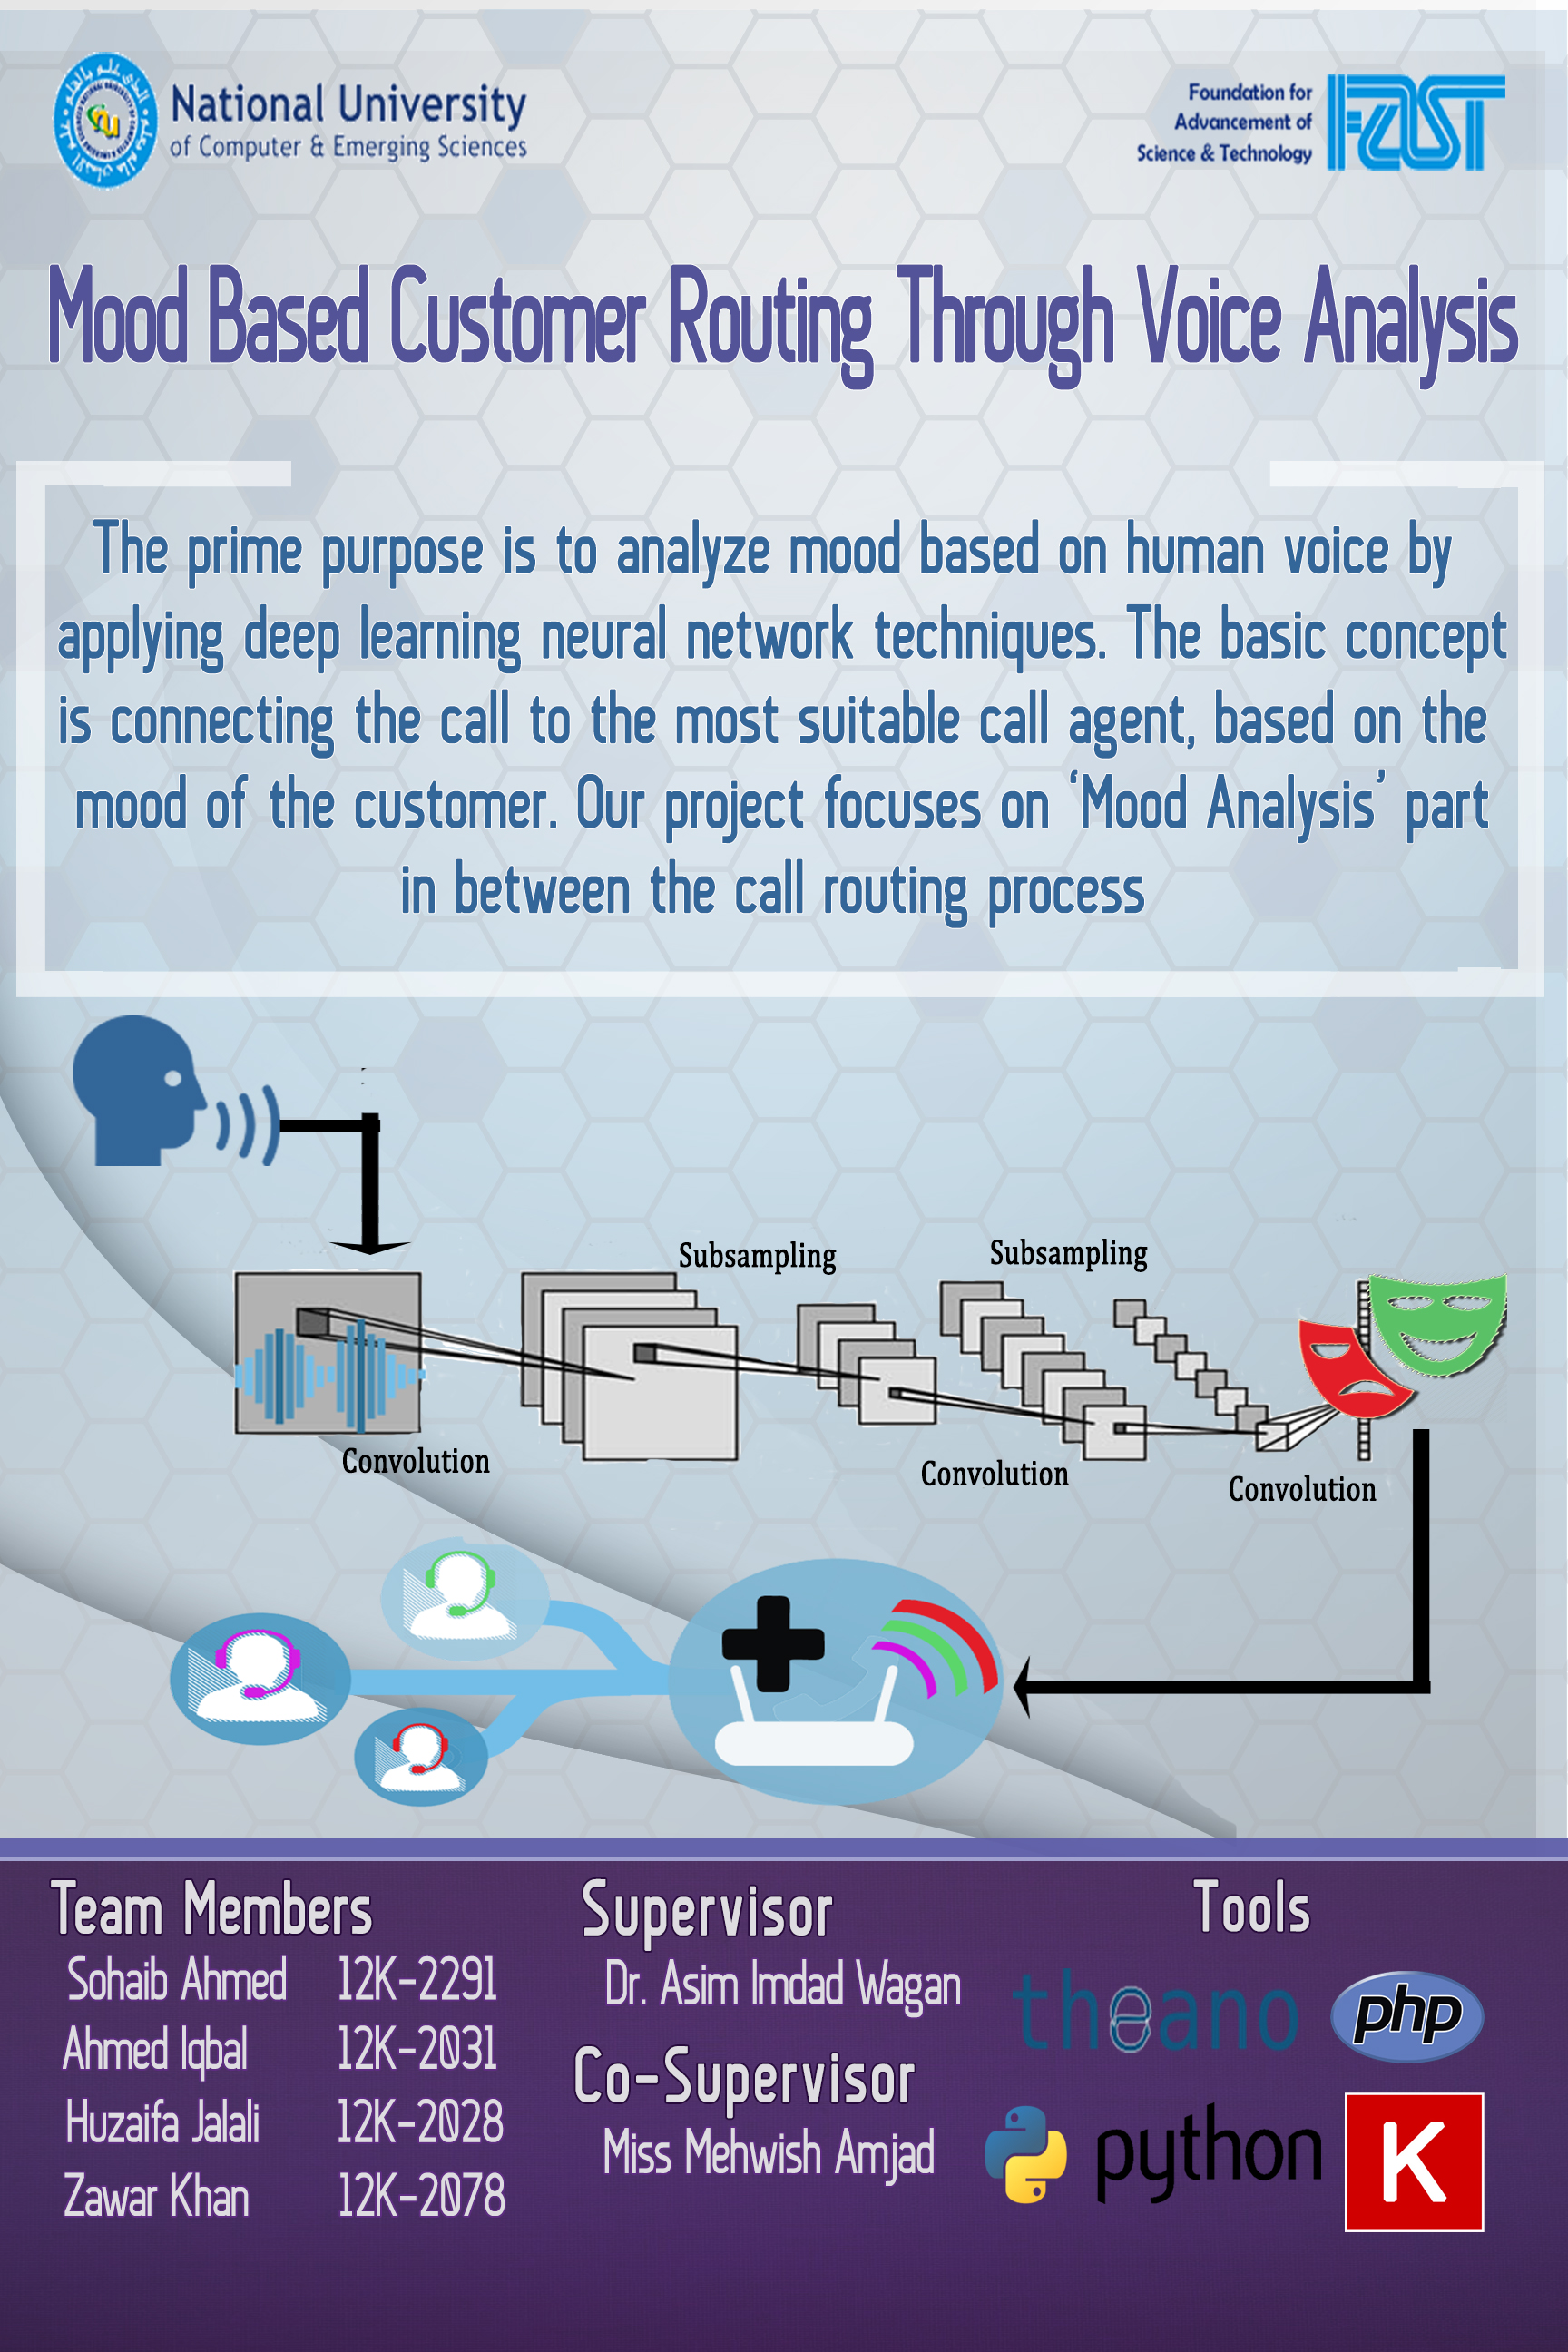 National University
of Computer & Emerging Sciences
Foundation for
Advancement of
Science & Technology
FAST
Mood Based Customer Routing Through Voice Analysis
The prime purpose is to analyze mood based on human voice by
applying deep learning neural network techniques. The basic concept
is connecting the call to the most suitable call agent, based on the
mood of the customer. Our project focuses on ‘Mood Analysis’ part
in between the call routing process
Subsampling
Subsampling
Convolution
Convolution
Convolution
Team Members
Sohaib Ahmed 12K-2291
Ahmed Iqbal 12K-2031
Huzaifa Jalali 12K-2028
Zawar Khan 12K-2078
Supervisor
Dr. Asim Imdad Wagan
Co-Supervisor
Miss Mehwish Amjad
Tools
theano
php
python
K